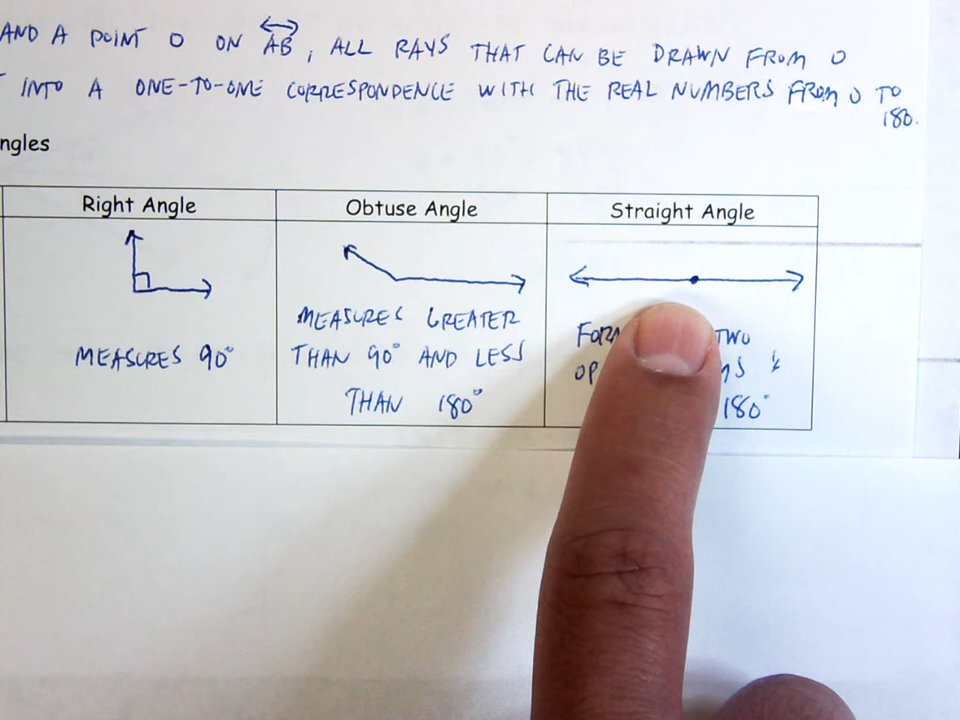 AND A POINT O ON AB, ALL RAYS THAT CAN BE DRAWN FROM O
INTO A ONE-TO-ONE CORRESPONDENCE WITH THE REAL NUMBERS FROM 0 TO
180.
ngles
Right Angle
Obtuse Angle
Straight Angle
MEASURES 90°
MEASURES GREATER
THAN 90° AND LESS
THAN 180°
TWO
180°